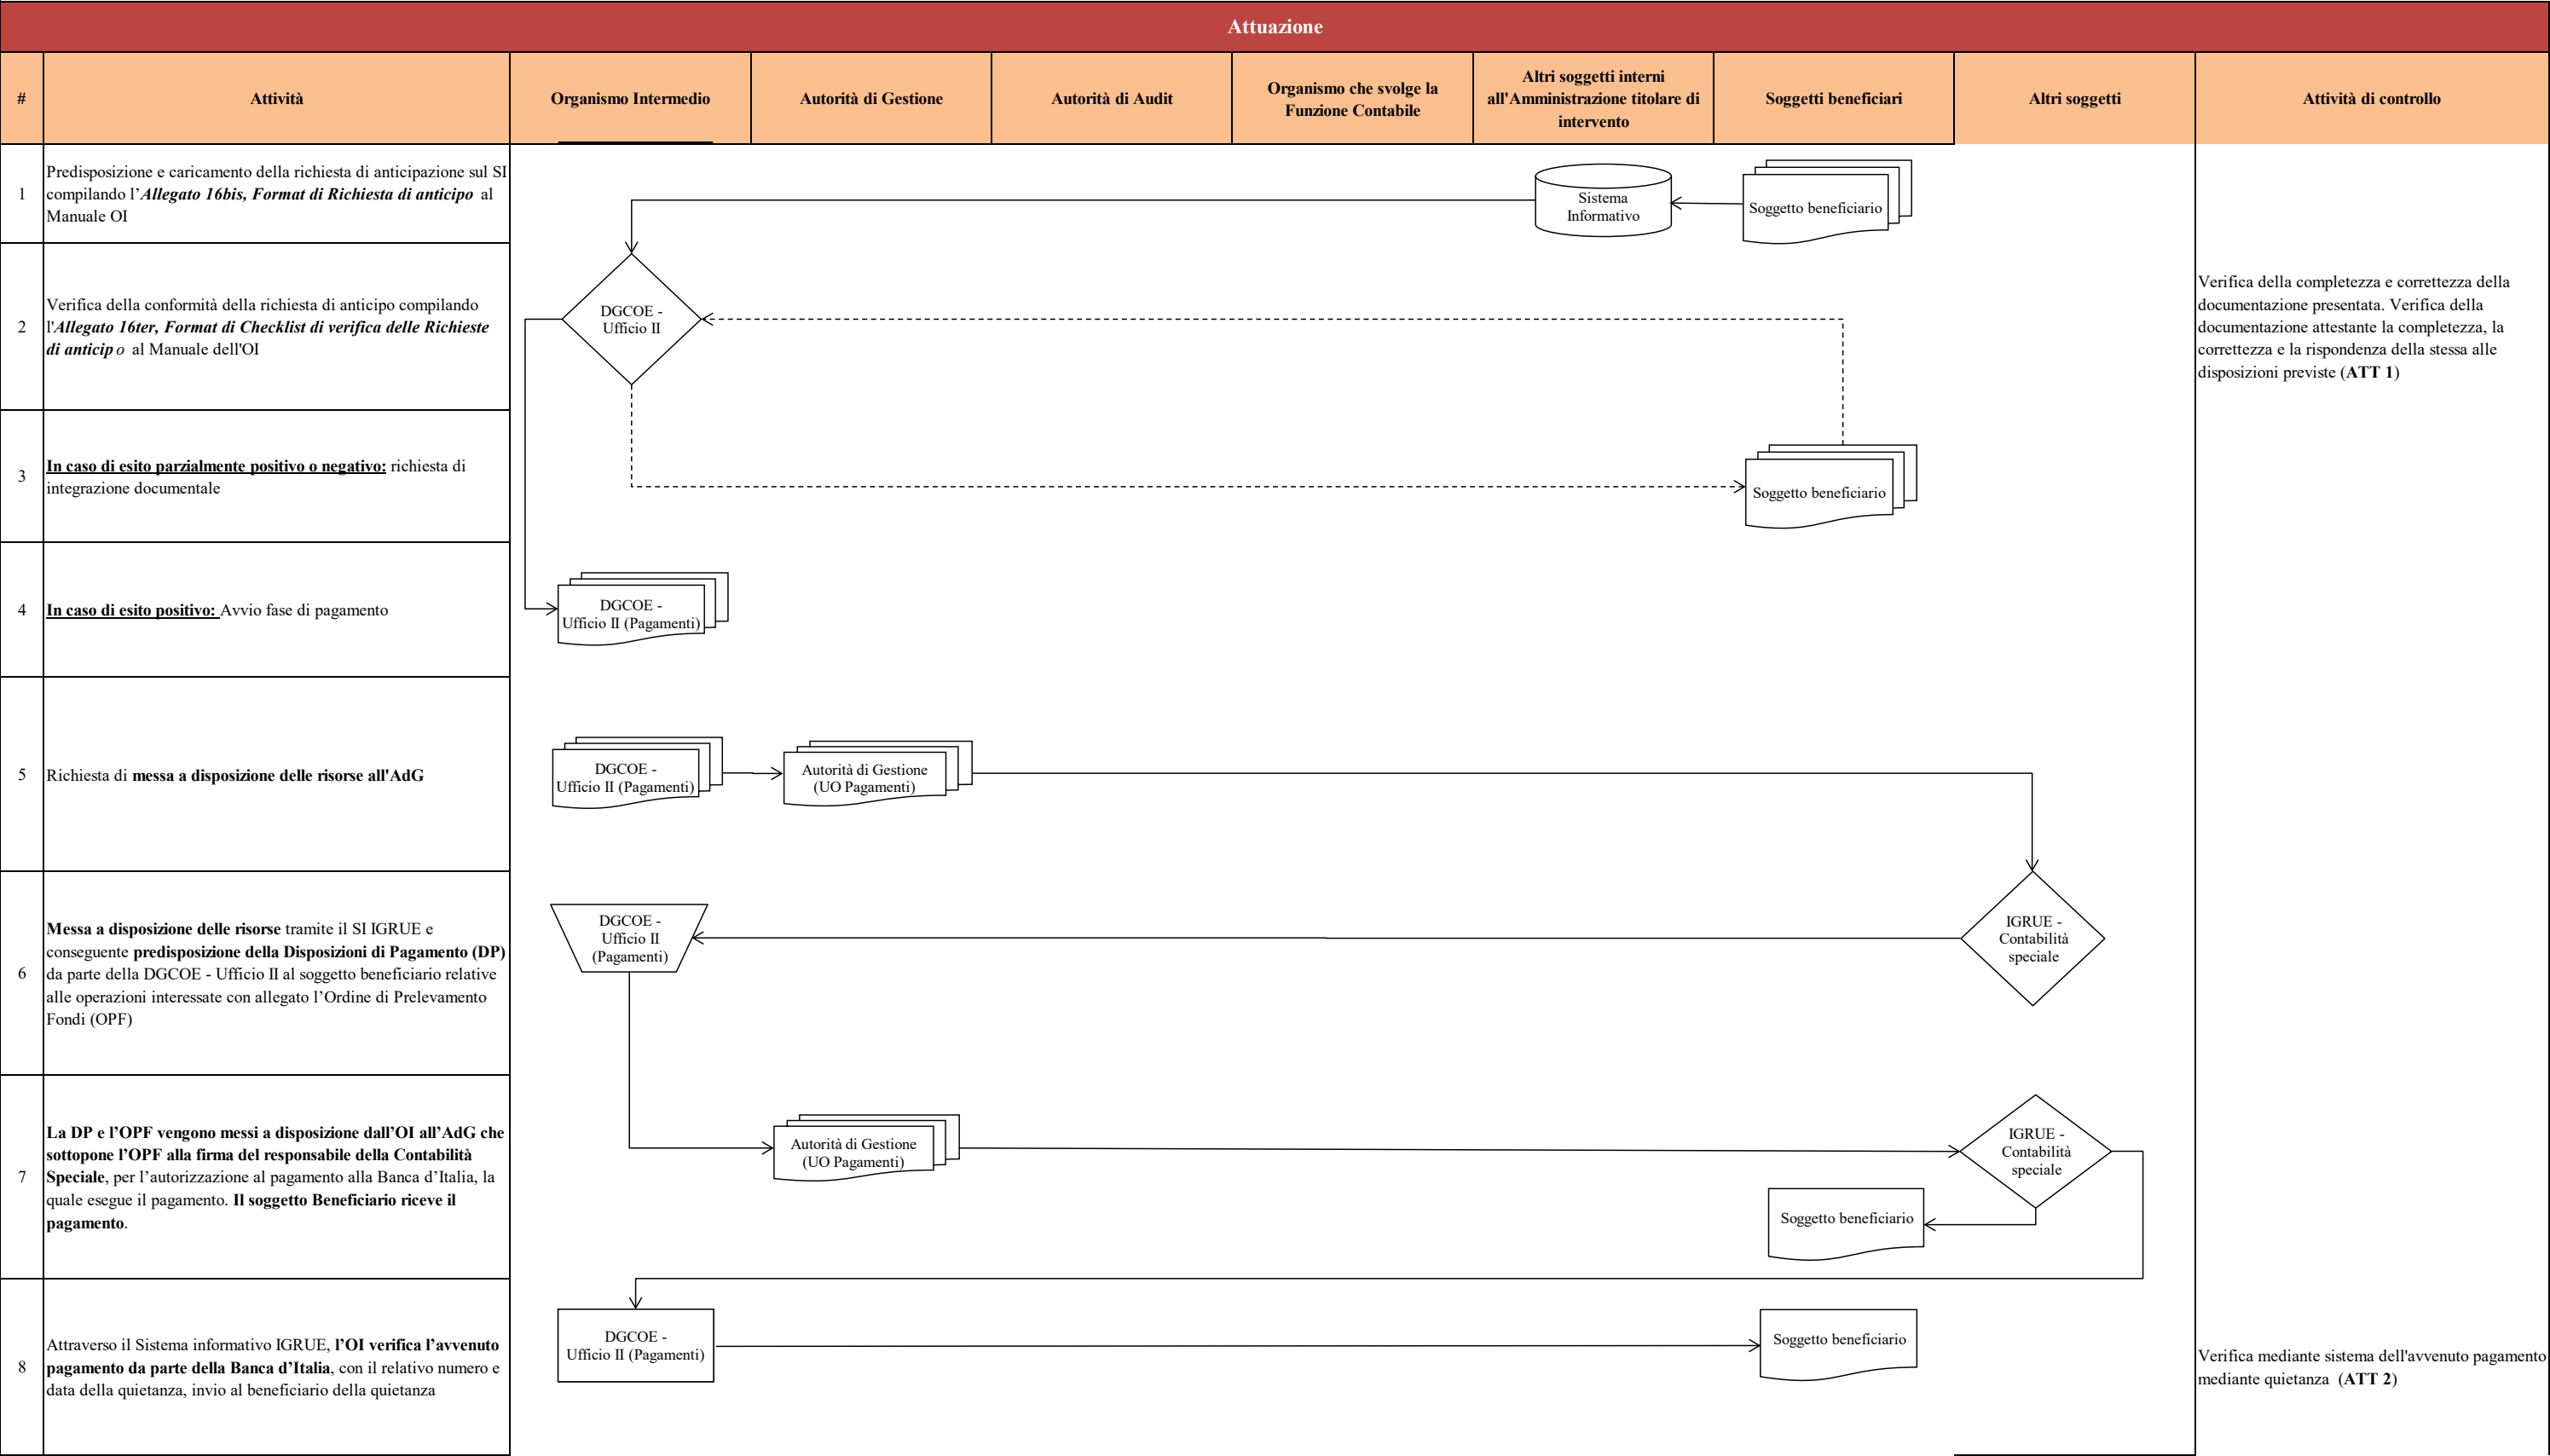 Attuazione
#
Attività
Organismo Intermedio
Autorità di Gestione
Autorità di Audit
Organismo che svolge la
Funzione Contabile
Altri soggetti interni
all'Amministrazione titolare di
intervento
Soggetti beneficiari
Altri soggetti
Attività di controllo
1
Predisposizione e caricamento della richiesta di anticipazione sul SI
compilando l’Allegato 16bis, Format di Richiesta di anticipo al
Manuale OI
Sistema
Informativo
Soggetto beneficiario
2
Verifica della conformità della richiesta di anticipo compilando
l'Allegato 16ter, Format di Checklist di verifica delle Richieste
di anticipo al Manuale dell'OI
DGCOE -
Ufficio II
Verifica della completezza e correttezza della
documentazione presentata. Verifica della
documentazione attestante la completezza, la
correttezza e la rispondenza della stessa alle
disposizioni previste (ATT 1)
3
In caso di esito parzialmente positivo o negativo: richiesta di
integrazione documentale
Soggetto beneficiario
4
In caso di esito positivo: Avvio fase di pagamento
DGCOE -
Ufficio II (Pagamenti)
5
Richiesta di messa a disposizione delle risorse all'AdG
DGCOE -
Ufficio II (Pagamenti)
Autorità di Gestione
(UO Pagamenti)
6
Messa a disposizione delle risorse tramite il SI IGRUE e
conseguente predisposizione della Disposizioni di Pagamento (DP)
da parte della DGCOE - Ufficio II al soggetto beneficiario relative
alle operazioni interessate con allegato l’Ordine di Prelevamento
Fondi (OPF)
DGCOE -
Ufficio II
(Pagamenti)
IGRUE -
Contabilità
speciale
7
La DP e l’OPF vengono messi a disposizione dall’OI all’AdG che
sottopone l’OPF alla firma del responsabile della Contabilità
Speciale, per l’autorizzazione al pagamento alla Banca d’Italia, la
quale esegue il pagamento. Il soggetto Beneficiario riceve il
pagamento.
Autorità di Gestione
(UO Pagamenti)
IGRUE -
Contabilità
speciale
Soggetto beneficiario
8
Attraverso il Sistema informativo IGRUE, l’OI verifica l’avvenuto
pagamento da parte della Banca d’Italia, con il relativo numero e
data della quietanza, invio al beneficiario della quietanza
DGCOE -
Ufficio II (Pagamenti)
Soggetto beneficiario
Verifica mediante sistema dell'avvenuto pagamento
mediante quietanza (ATT 2)